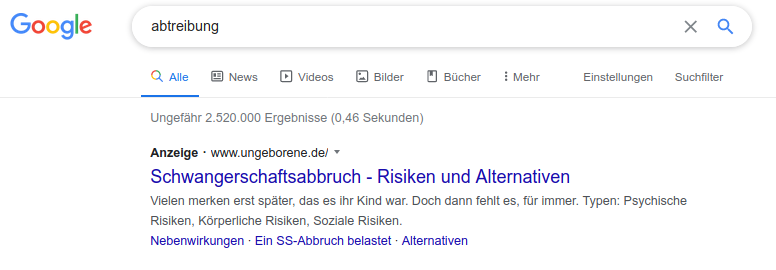 Google
abtreibung
Alle News Videos Bilder Bücher Mehr Einstellungen Suchfilter
Ungefähr 2.520.000 Ergebnisse (0,46 Sekunden)
Anzeige · www.ungeborene.de/
Schwangerschaftsabbruch - Risiken und Alternativen
Vielen merken erst später, das es ihr Kind war. Doch dann fehlt es, für immer. Typen: Psychische
Risiken, Körperliche Risiken, Soziale Risiken.
Nebenwirkungen · Ein SS-Abbruch belastet · Alternativen